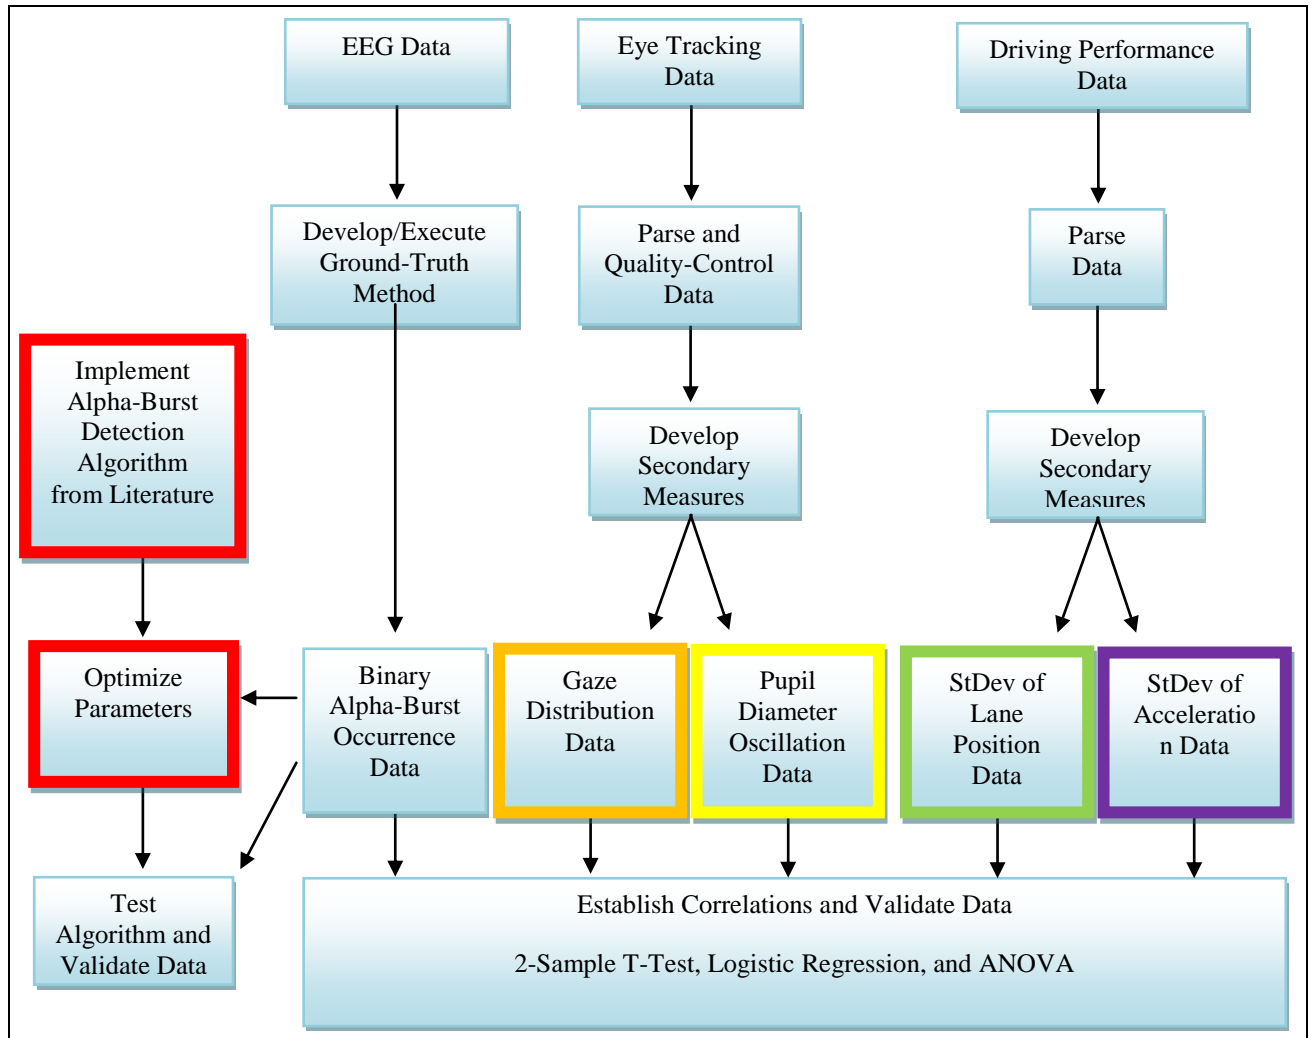 EEG Data
Eye Tracking
Data
Driving Performance
Data
Develop/Execute
Ground-Truth
Method
Parse and
Quality-Control
Data
Parse
Data
Implement
Alpha-Burst
Detection
Algorithm
from Literature
Develop
Secondary
Measures
Develop
Secondary
Measures
Optimize
Parameters
Binary
Alpha-Burst
Occurrence
Data
Gaze
Distribution
Data
Pupil
Diameter
Oscillation
Data
StDev of
Lane
Position
Data
StDev of
Acceleratio
n Data
Test
Algorithm and
Validate Data
Establish Correlations and Validate Data
2-Sample T-Test, Logistic Regression, and ANOVA